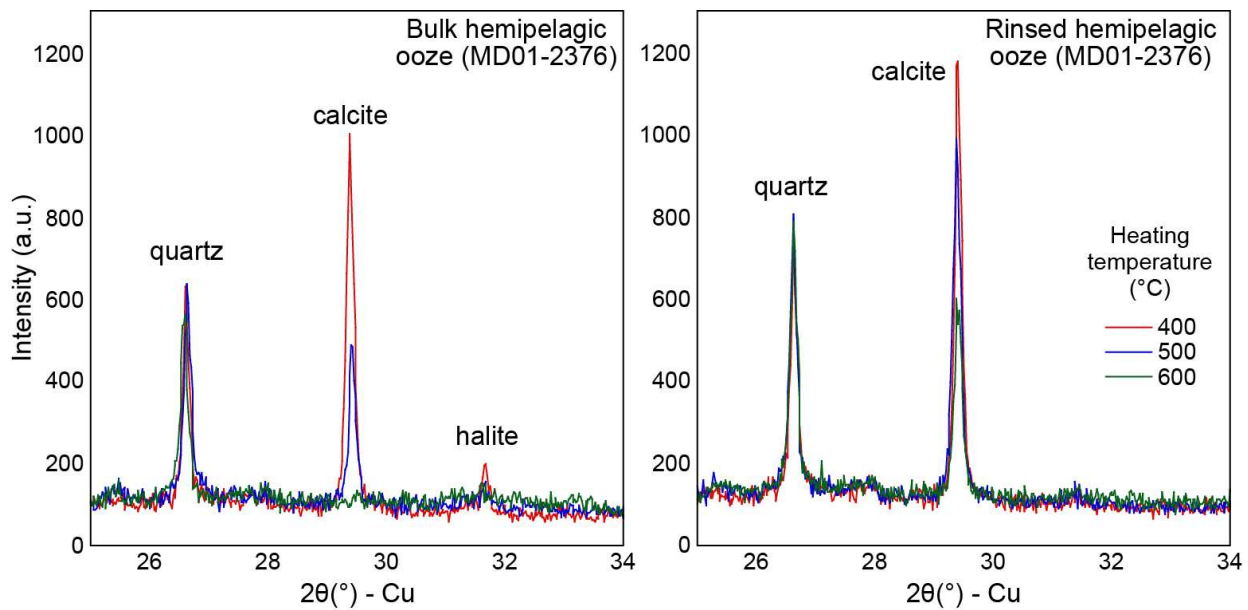 Bulk hemipelagic
ooze (MD01-2376)
1200
1000
800
600
400
200
0
Intensity (a.u.)
quartz
calcite
halite
26
28
30
32
34
2θ(°) - Cu
Rinsed hemipelagic
ooze (MD01-2376)
1200
1000
800
600
400
200
0
quartz
calcite
Heating
temperature
(°C)
400
500
600
26
28
30
32
34
2θ(°) - Cu